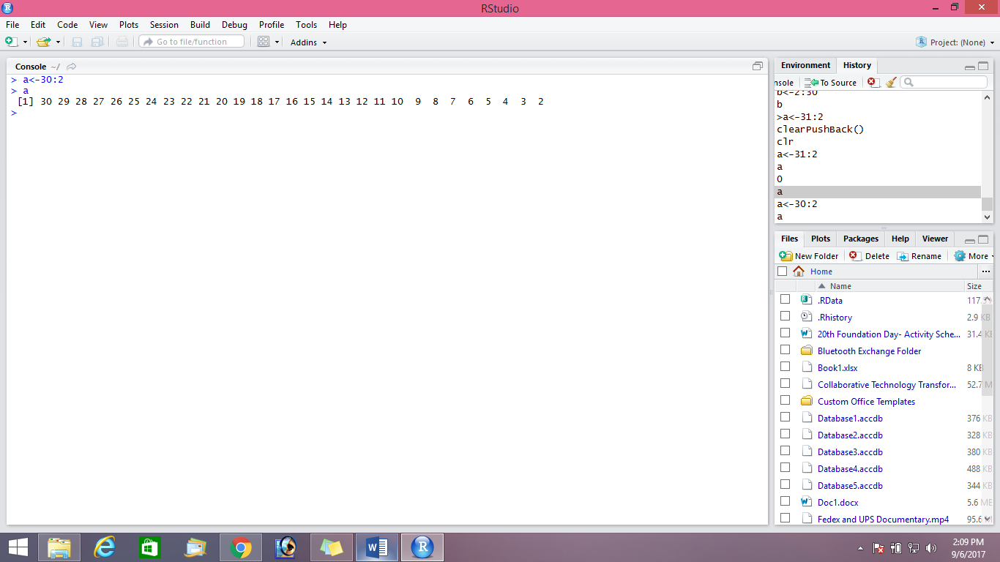 RStudio
File Edit Code View Plots Session Build Debug Profile Tools Help
Go to file/function Addins Project: (None)
Console ~/
> a<-30:2
> a
[1] 30 29 28 27 26 25 24 23 22 21 20 19 18 17 16 15 14 13 12 11 10 9 8 7 6 5 4 3 2
>
Environment History
nsole To Source
b<-2:30
b
>a<-31:2
clearPushBack()
clr
a<-31:2
a
0
a
a<-30:2
a
Files Plots Packages Help Viewer
New Folder Delete Rename More
Home ...
Name Size
.RData 117.
.Rhistory 2.9 KB
20th Foundation Day- Activity Sche... 31.4 KB
Bluetooth Exchange Folder
Book1.xlsx 8 KB
Collaborative Technology Transfor... 52.7 M
Custom Office Templates
Database1.accdb 376 KB
Database2.accdb 328 KB
Database3.accdb 380 KB
Database4.accdb 488 KB
Database5.accdb 344 KB
Doc1.docx 5.6 ME
Fedex and UPS Documentary.mp4 95.6
2:09 PM
9/6/2017